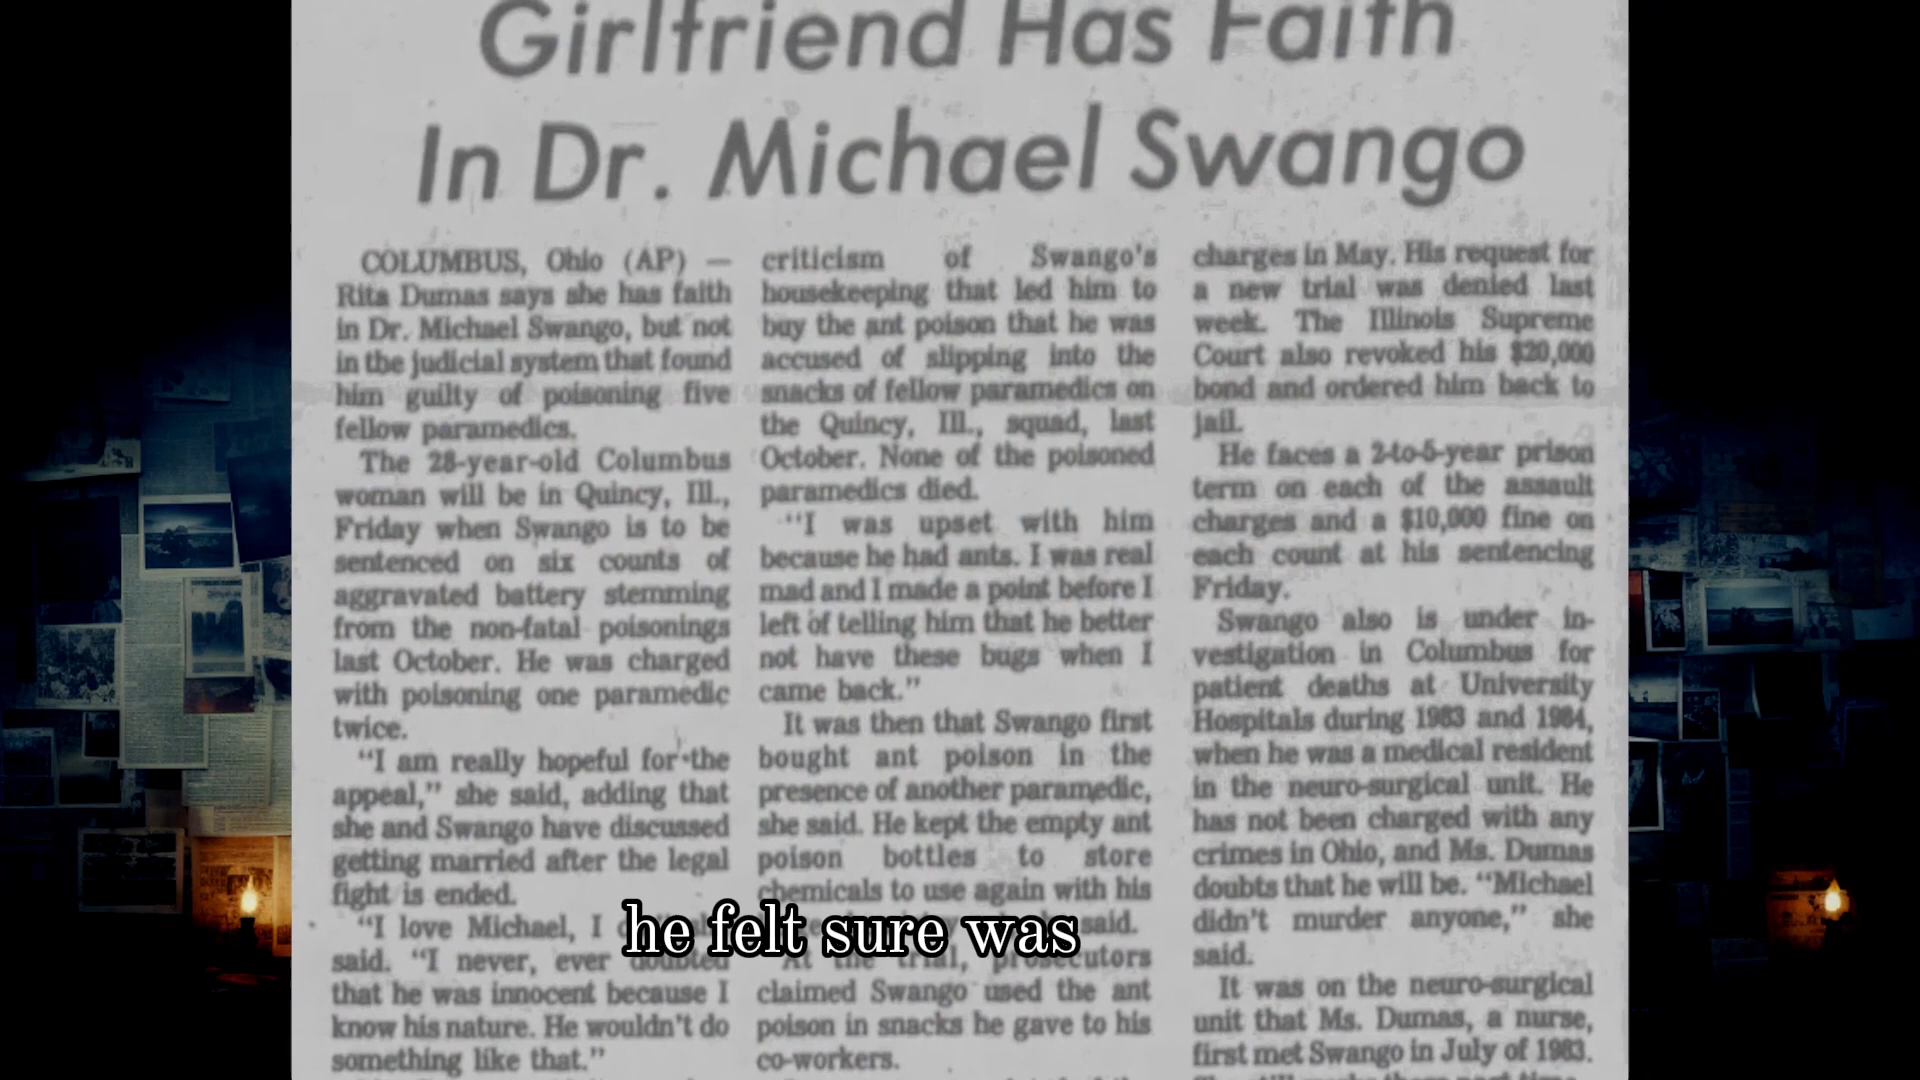 Girlfriend Has Faith
In Dr. Michael Swango
COLUMBUS, Ohio (AP) —
Rita Dumas says she has faith
in Dr. Michael Swango, but not
in the judicial system that found
him guilty of poisoning five
fellow paramedics.
The 28-year-old Columbus
woman will be in Quincy, Ill.,
Friday when Swango is to be
sentenced on six counts of
aggravated battery stemming
from the non-fatal poisonings
last October. He was charged
with poisoning one paramedic
twice.
"I am really hopeful for the
appeal," she said, adding that
she and Swango have discussed
getting married after the legal
fight is ended.
"I love Michael, I
said. "I never, ever doubted
that he was innocent because I
know his nature. He wouldn't do
something like that."
criticism of Swango's
housekeeping that led him to
buy the ant poison that he was
accused of slipping into the
snacks of fellow paramedics on
the Quincy, Ill., squad, last
October. None of the poisoned
paramedics died.
"I was upset with him
because he had ants. I was real
mad and I made a point before I
left of telling him that he better
not have these bugs when I
came back."
It was then that Swango first
bought ant poison in the
presence of another paramedic,
she said. He kept the empty ant
poison bottles to store
chemicals to use again with his
said.
At the trial, prosecutors
claimed Swango used the ant
poison in snacks he gave to his
co-workers.
charges in May. His request for
a new trial was denied last
week. The Illinois Supreme
Court also revoked his $20,000
bond and ordered him back to
jail.
He faces a 2-to-5-year prison
term on each of the assault
charges and a $10,000 fine on
each count at his sentencing
Friday.
Swango also is under in-
vestigation in Columbus for
patient deaths at University
Hospitals during 1983 and 1984,
when he was a medical resident
in the neuro-surgical unit. He
has not been charged with any
crimes in Ohio, and Ms. Dumas
doubts that he will be. "Michael
didn't murder anyone," she
said.
It was on the neuro-surgical
unit that Ms. Dumas, a nurse,
first met Swango in July of 1983.
he felt sure was